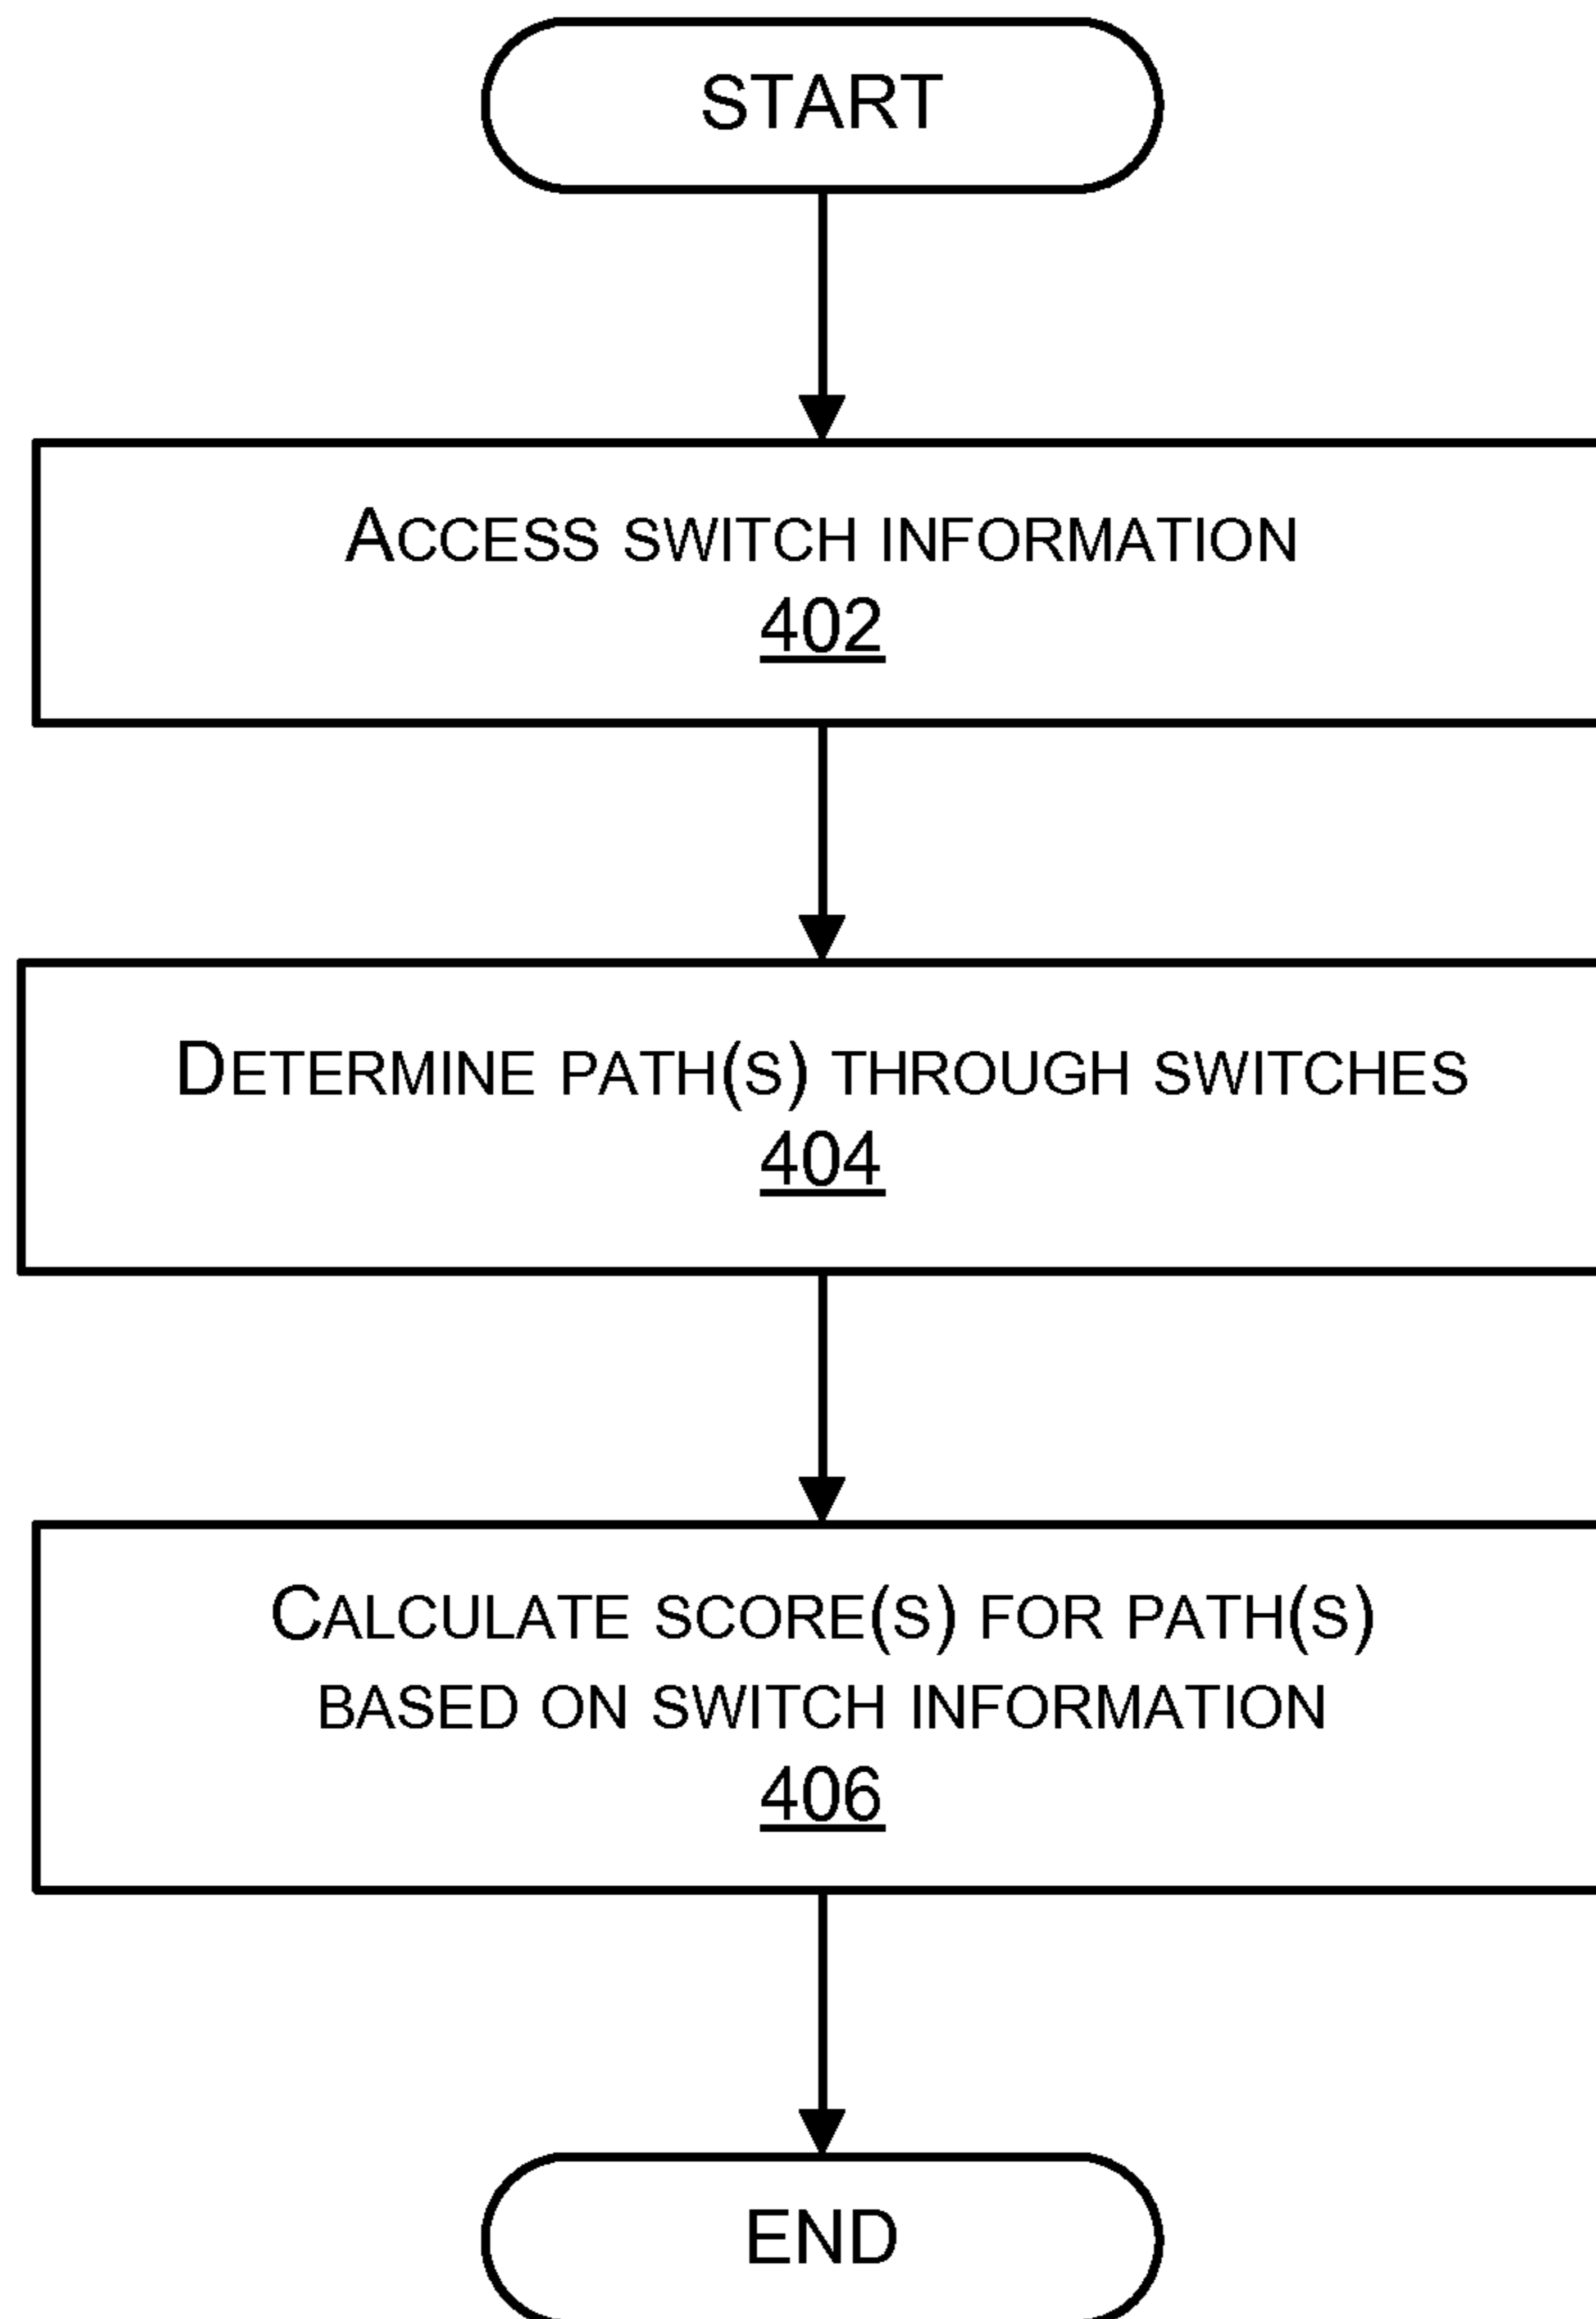 START
ACCESS SWITCH INFORMATION
402
DETERMINE PATH(S) THROUGH SWITCHES
404
CALCULATE SCORE(S) FOR PATH(S)
BASED ON SWITCH INFORMATION
406
END